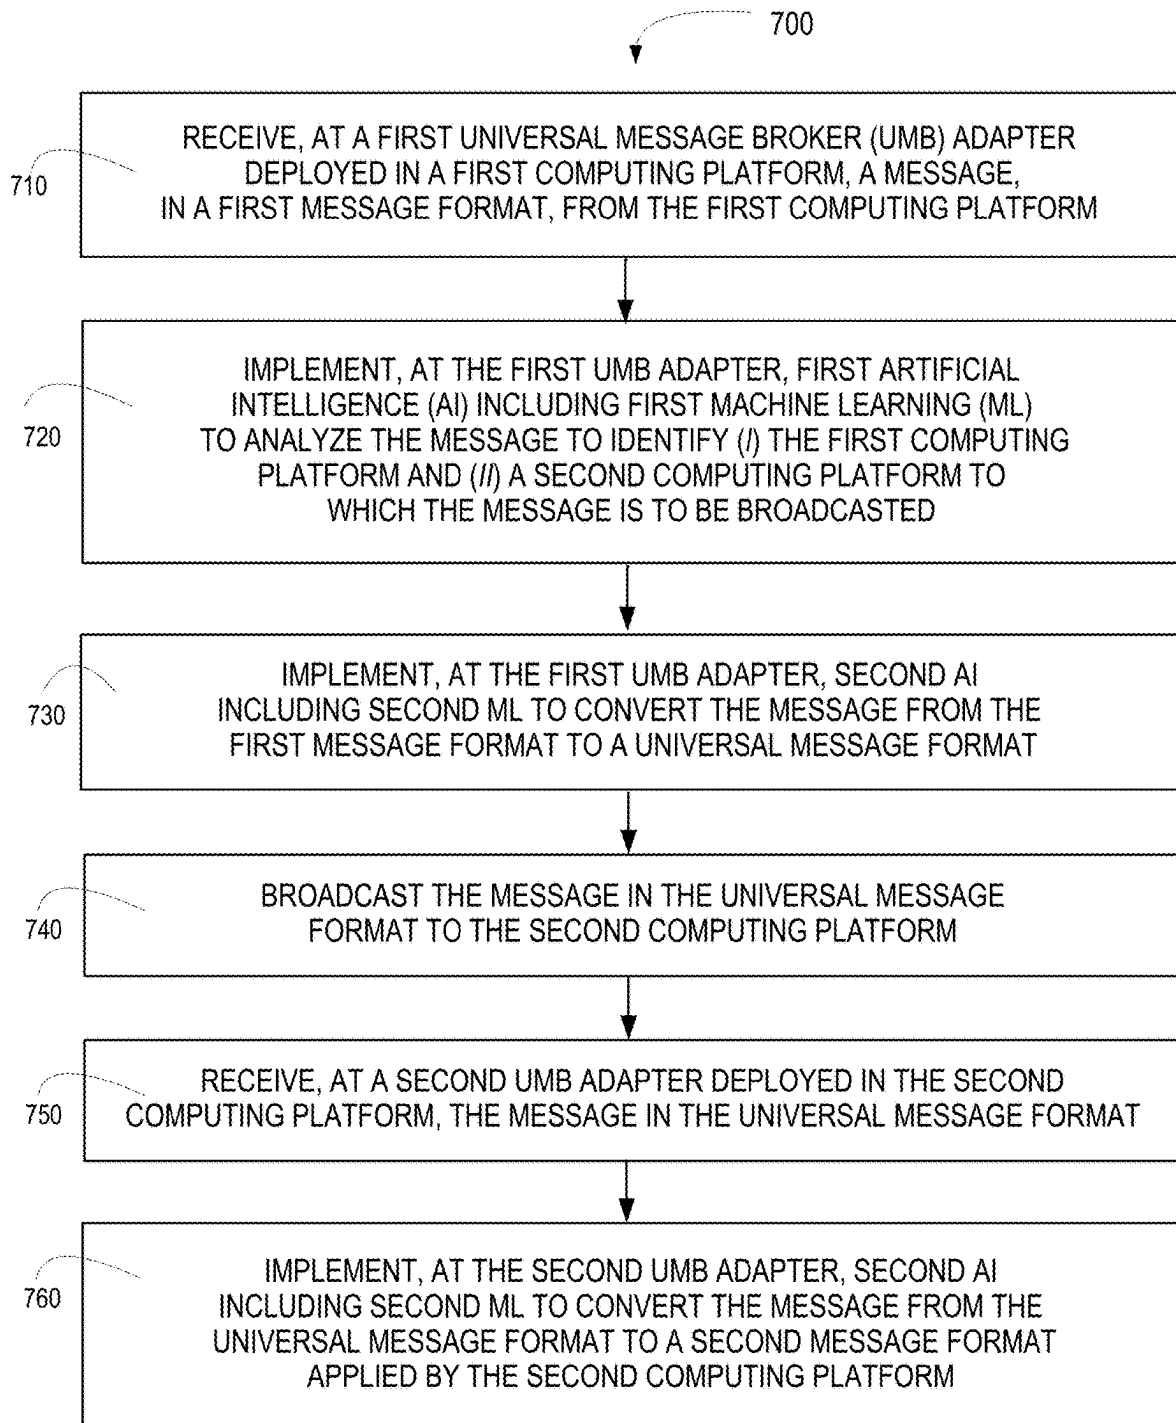 700
710
RECEIVE, AT A FIRST UNIVERSAL MESSAGE BROKER (UMB) ADAPTER
DEPLOYED IN A FIRST COMPUTING PLATFORM, A MESSAGE,
IN A FIRST MESSAGE FORMAT, FROM THE FIRST COMPUTING PLATFORM
720
IMPLEMENT, AT THE FIRST UMB ADAPTER, FIRST ARTIFICIAL
INTELLIGENCE (AI) INCLUDING FIRST MACHINE LEARNING (ML)
TO ANALYZE THE MESSAGE TO IDENTIFY (I) THE FIRST COMPUTING
PLATFORM AND (II) A SECOND COMPUTING PLATFORM TO
WHICH THE MESSAGE IS TO BE BROADCASTED
730
IMPLEMENT, AT THE FIRST UMB ADAPTER, SECOND AI
INCLUDING SECOND ML TO CONVERT THE MESSAGE FROM THE
FIRST MESSAGE FORMAT TO A UNIVERSAL MESSAGE FORMAT
740
BROADCAST THE MESSAGE IN THE UNIVERSAL MESSAGE
FORMAT TO THE SECOND COMPUTING PLATFORM
750
RECEIVE, AT A SECOND UMB ADAPTER DEPLOYED IN THE SECOND
COMPUTING PLATFORM, THE MESSAGE IN THE UNIVERSAL MESSAGE FORMAT
760
IMPLEMENT, AT THE SECOND UMB ADAPTER, SECOND AI
INCLUDING SECOND ML TO CONVERT THE MESSAGE FROM THE
UNIVERSAL MESSAGE FORMAT TO A SECOND MESSAGE FORMAT
APPLIED BY THE SECOND COMPUTING PLATFORM